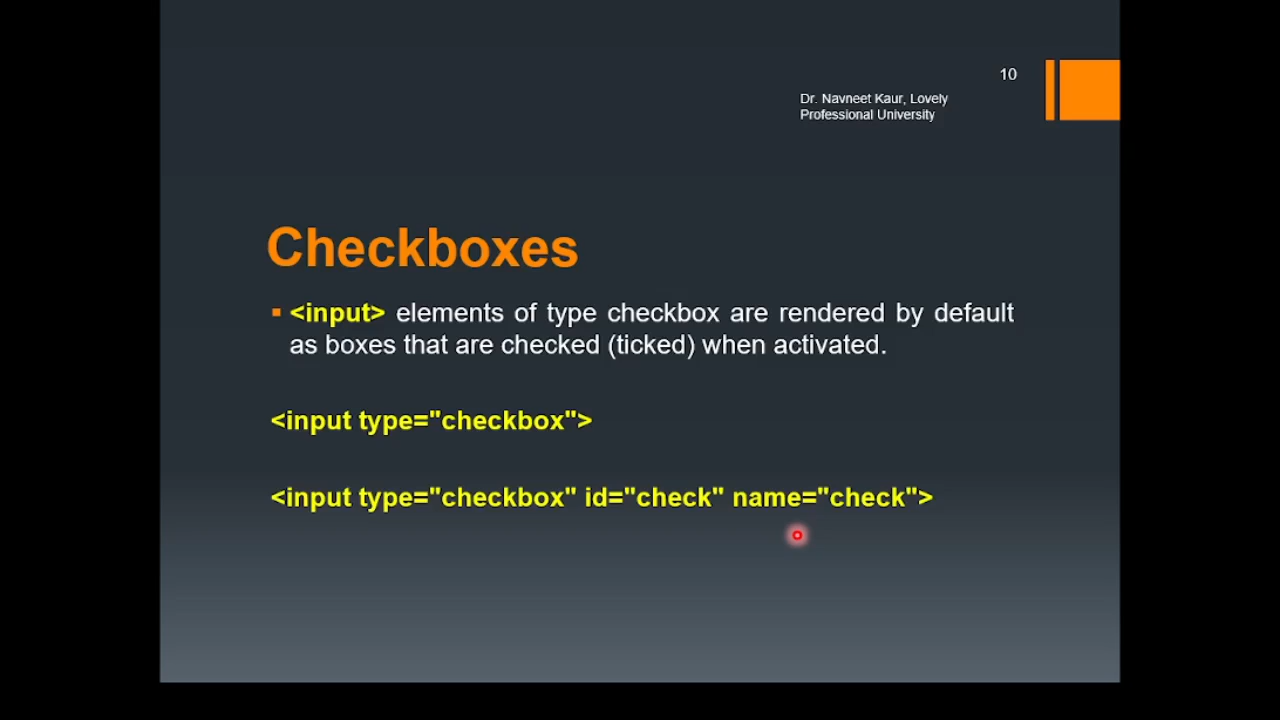 10
Dr. Navneet Kaur, Lovely
Professional University
Checkboxes
<input> elements of type checkbox are rendered by default
as boxes that are checked (ticked) when activated.
<input type="checkbox">
<input type="checkbox" id="check" name="check">